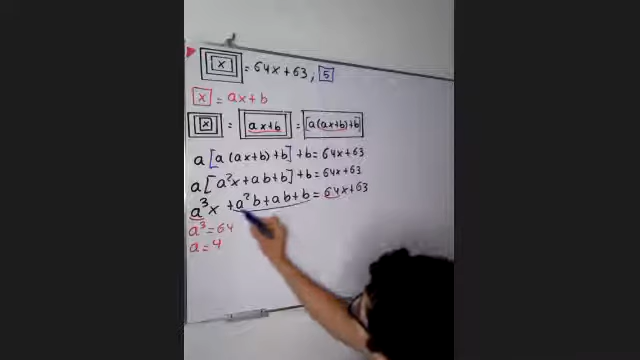 [[[x]]] = 64x + 63, [5]
[x] = ax + b
[[[x]]] = [[ax+b]] = [[a(ax+b)+b]]
a[a(ax+b)+b] + b = 64x + 63
a[a²x + ab + b] + b = 64x + 63
a³x + a²b + ab + b = 64x + 63
a³ = 64
a = 4